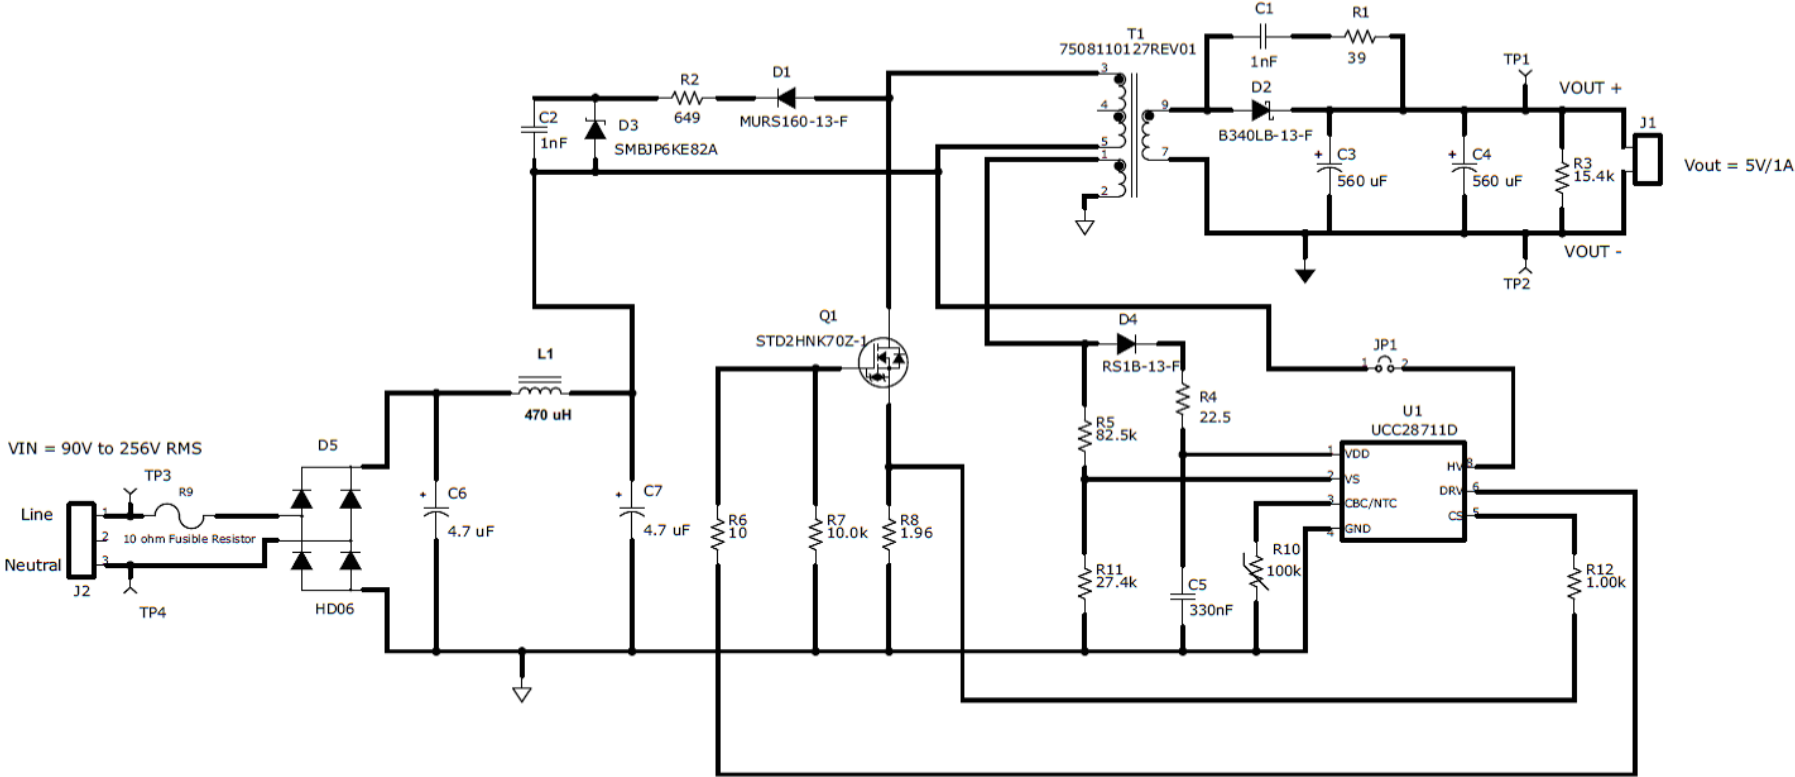 C1
1nF
R1
39
T1
7508110127REV01
3
4
5
1
2
9
7
D2
B340LB-13-F
TP1
VOUT +
J1
Vout = 5V/1A
C3
560 uF
C4
560 uF
R3
15.4k
VOUT -
TP2
R2
649
D1
MURS160-13-F
C2
1nF
D3
SMBJP6KE82A
Q1
STD2HNK70Z-1
D4
RS1B-13-F
JP1
1
2
L1
470 uH
R4
22.5
R5
82.5k
U1
UCC28711D
1 VDD
2 VS
3 CBC/NTC
4 GND
HV 8
DRV 6
CS 5
VIN = 90V to 256V RMS
D5
HD06
TP3
R9
10 ohm Fusible Resistor
Line
Neutral
1
2
3
J2
TP4
C6
4.7 uF
C7
4.7 uF
R6
10
R7
10.0k
R8
1.96
R11
27.4k
C5
330nF
R10
100k
R12
1.00k